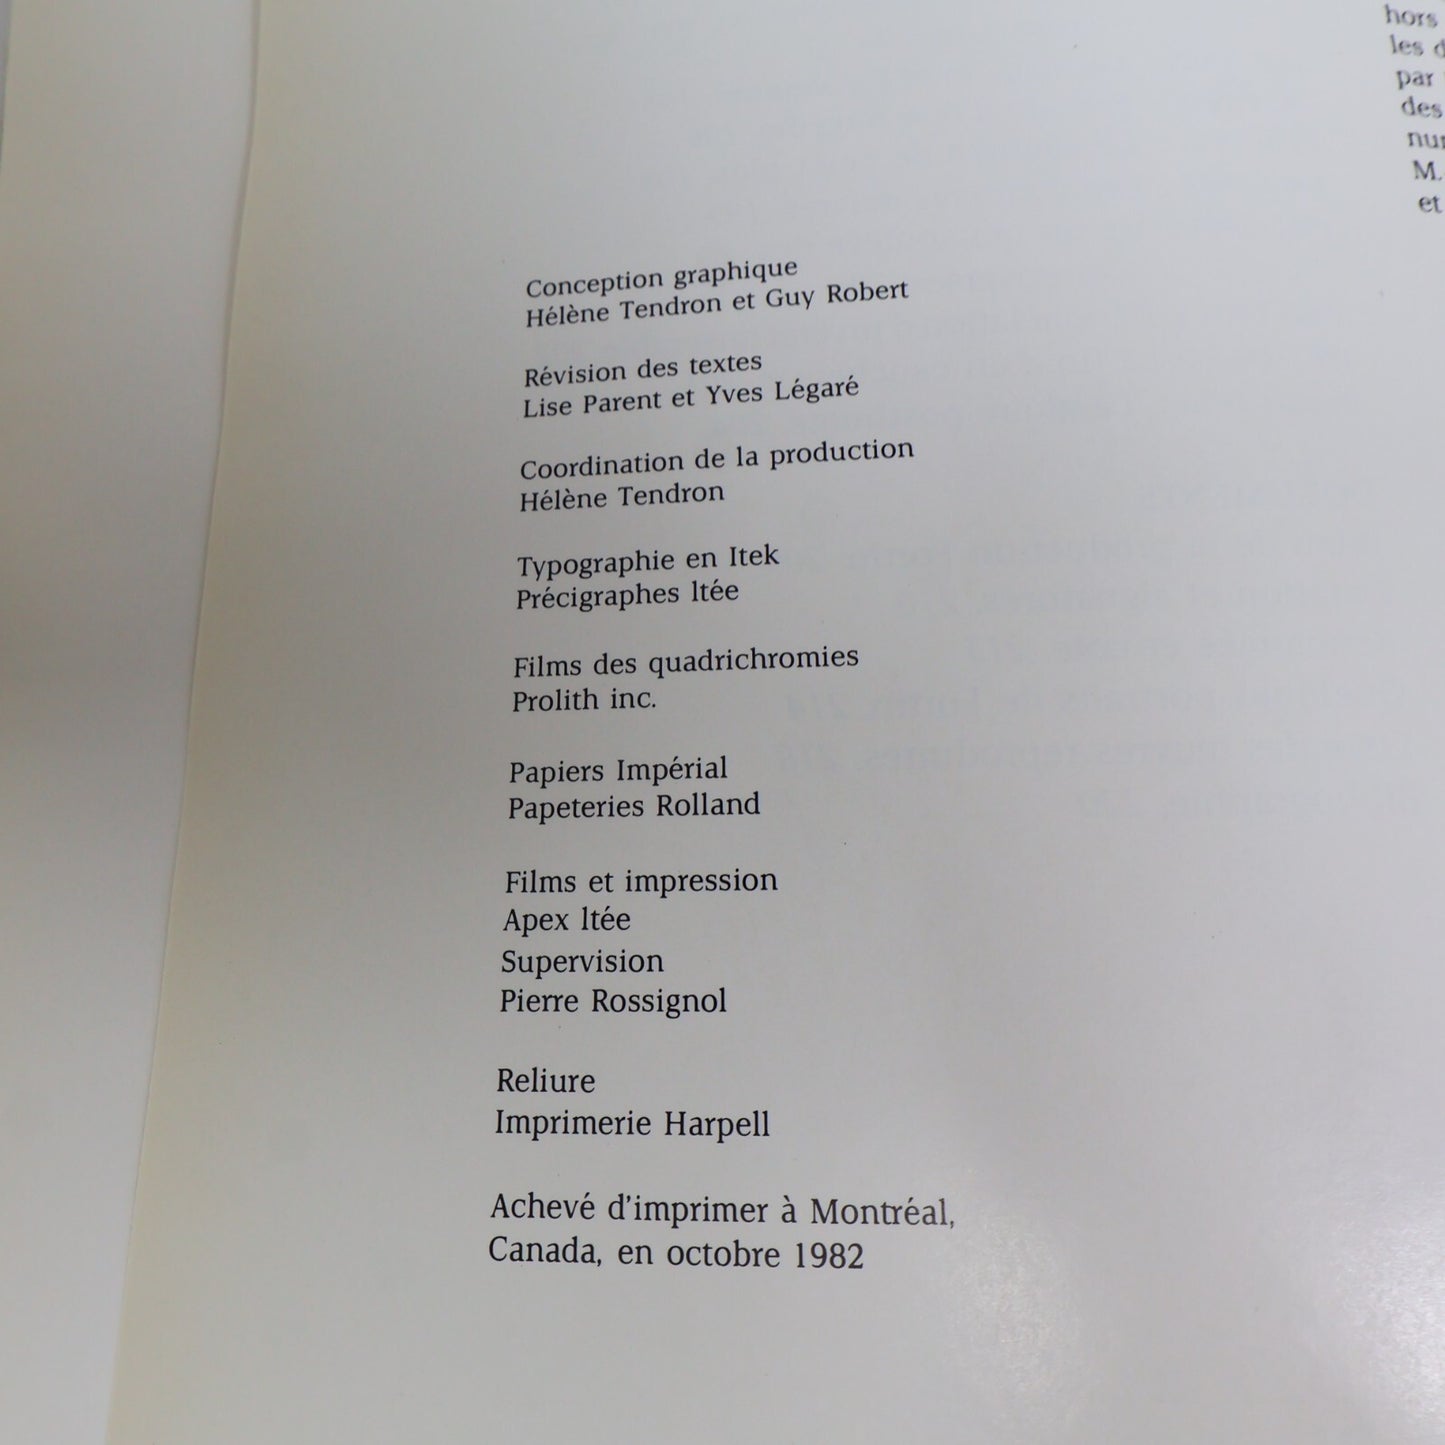 Conception graphique
Hélène Tendron et Guy Robert
Révision des textes
Lise Parent et Yves Légaré
Coordination de la production
Hélène Tendron
Typographie en Itek
Précigraphes ltée
Films des quadrichromies
Prolith inc.
Papiers Impérial
Papeteries Rolland
Films et impression
Apex ltée
Supervision
Pierre Rossignol
Reliure
Imprimerie Harpell
Achevé d'imprimer à Montréal,
Canada, en octobre 1982
hors
les
par
des
M.
et